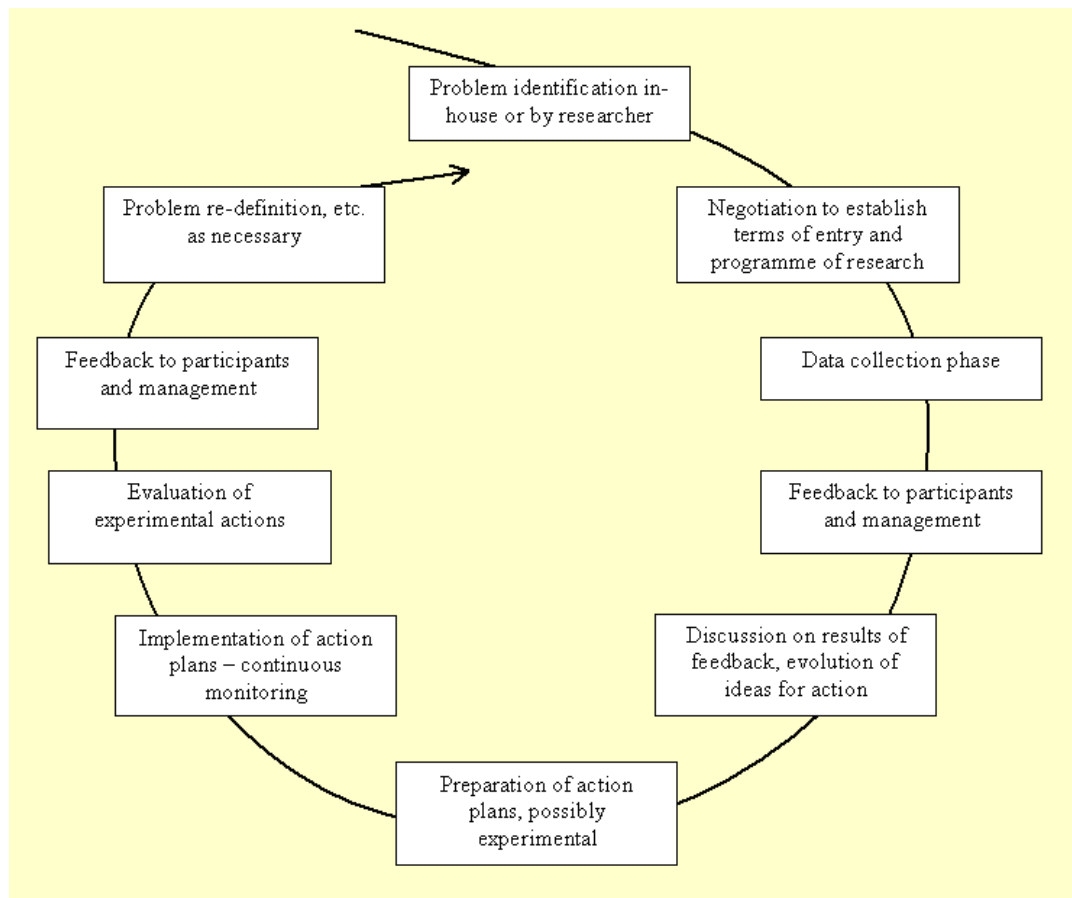 Problem identification in-
house or by researcher
Negotiation to establish
terms of entry and
programme of research
Data collection phase
Feedback to participants
and management
Discussion on results of
feedback, evolution of
ideas for action
Preparation of action
plans, possibly
experimental
Implementation of action
plans – continuous
monitoring
Evaluation of
experimental actions
Feedback to participants
and management
Problem re-definition, etc.
as necessary